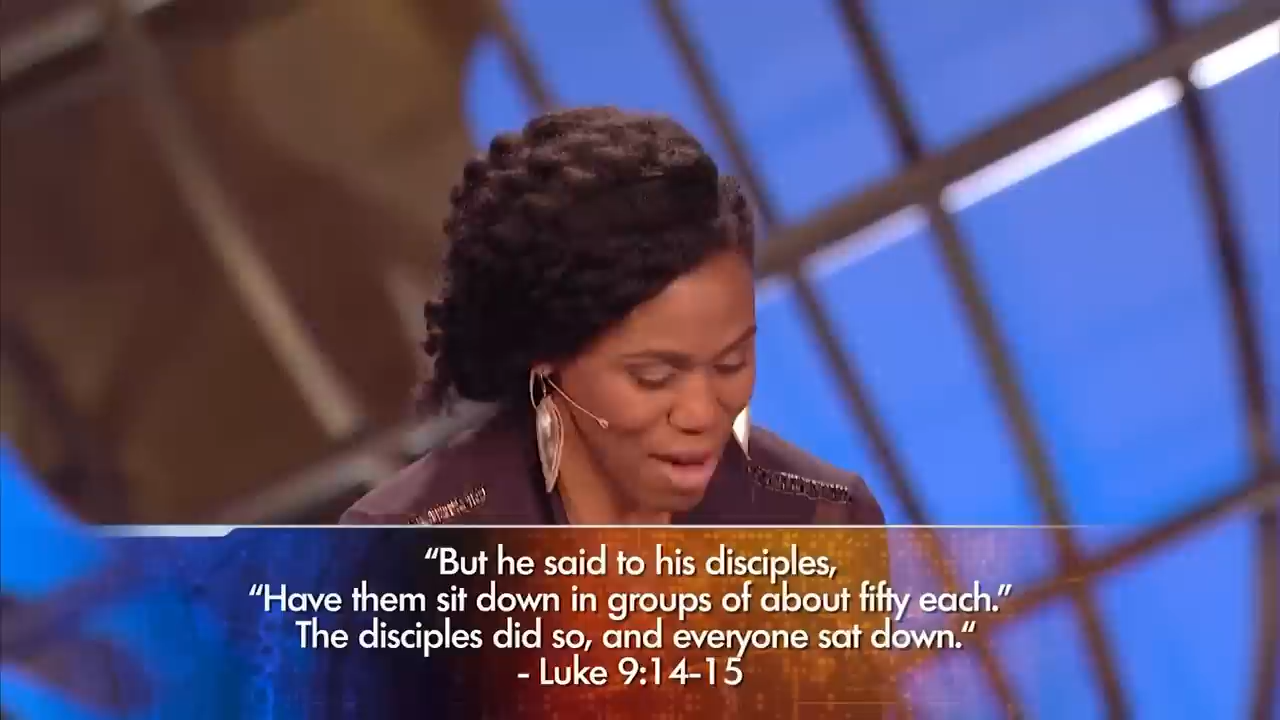 “But he said to his disciples,
“Have them sit down in groups of about fifty each.”
The disciples did so, and everyone sat down.“
- Luke 9:14-15